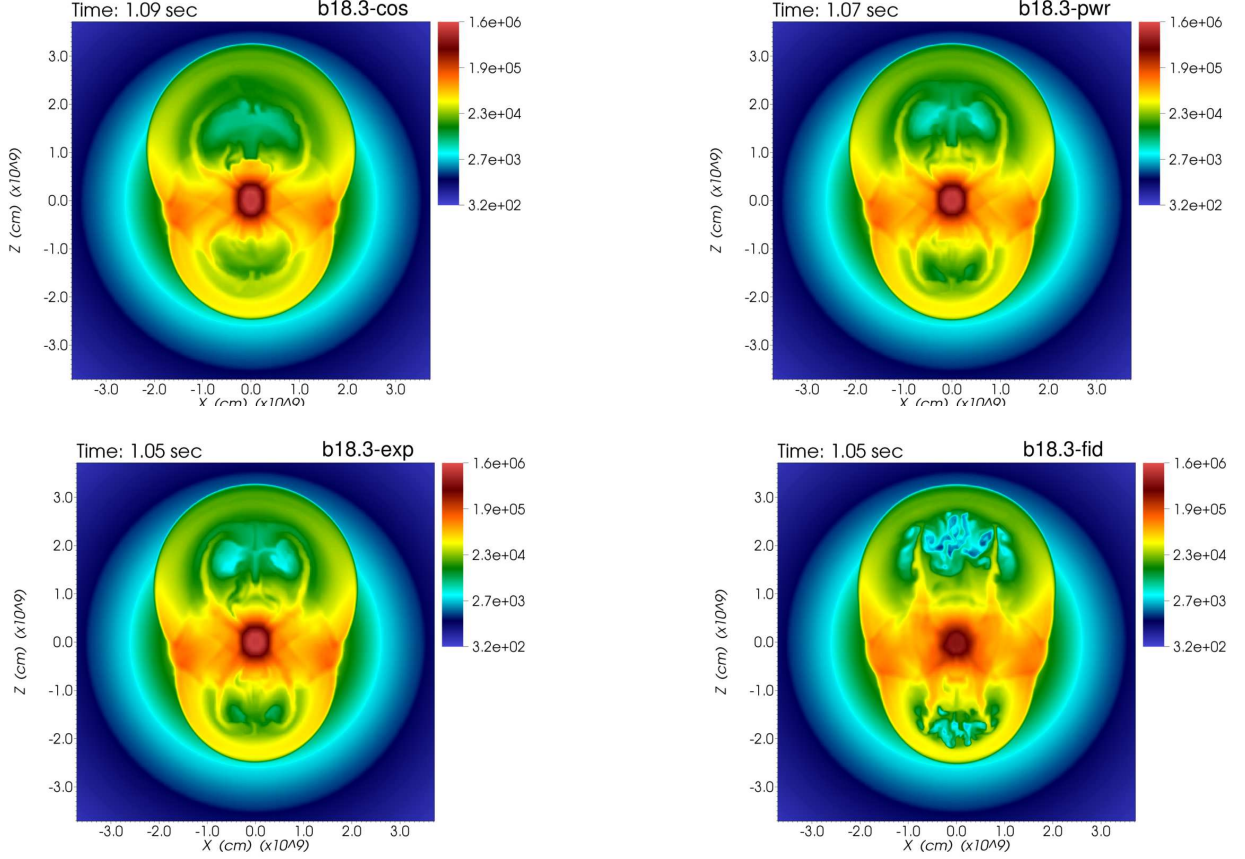 Time: 1.09 sec b18.3-cos
1.6e+06
1.9e+05
2.3e+04
2.7e+03
3.2e+02
3.0
2.0
1.0
0.0
-1.0
-2.0
-3.0
Z (cm) (x10^9)
-3.0 -2.0 -1.0 0.0 1.0 2.0 3.0
X (cm) (x10^9)
Time: 1.07 sec b18.3-pwr
1.6e+06
1.9e+05
2.3e+04
2.7e+03
3.2e+02
3.0
2.0
1.0
0.0
-1.0
-2.0
-3.0
Z (cm) (x10^9)
-3.0 -2.0 -1.0 0.0 1.0 2.0 3.0
X (cm) (x10^9)
Time: 1.05 sec b18.3-exp
1.6e+06
1.9e+05
2.3e+04
2.7e+03
3.2e+02
3.0
2.0
1.0
0.0
-1.0
-2.0
-3.0
Z (cm) (x10^9)
-3.0 -2.0 -1.0 0.0 1.0 2.0 3.0
X (cm) (x10^9)
Time: 1.05 sec b18.3-fid
1.6e+06
1.9e+05
2.3e+04
2.7e+03
3.2e+02
3.0
2.0
1.0
0.0
-1.0
-2.0
-3.0
Z (cm) (x10^9)
-3.0 -2.0 -1.0 0.0 1.0 2.0 3.0
X (cm) (x10^9)